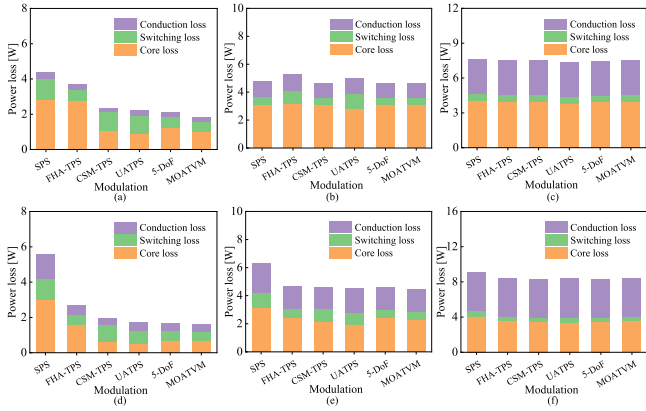 8
6
4
2
0
Power loss [W]
Conduction loss
Switching loss
Core loss
SPS
FHA-TPS
CSM-TPS
UATPS
5-DoF
MOATVM
Modulation
(a)
10
8
6
4
2
0
Power loss [W]
Conduction loss
Switching loss
Core loss
SPS
FHA-TPS
CSM-TPS
UATPS
5-DoF
MOATVM
Modulation
(b)
12
9
6
3
0
Power loss [W]
Conduction loss
Switching loss
Core loss
SPS
FHA-TPS
CSM-TPS
UATPS
5-DoF
MOATVM
Modulation
(c)
8
6
4
2
0
Power loss [W]
Conduction loss
Switching loss
Core loss
SPS
FHA-TPS
CSM-TPS
UATPS
5-DoF
MOATVM
Modulation
(d)
10
8
6
4
2
0
Power loss [W]
Conduction loss
Switching loss
Core loss
SPS
FHA-TPS
CSM-TPS
UATPS
5-DoF
MOATVM
Modulation
(e)
16
12
8
4
0
Power loss [W]
Conduction loss
Switching loss
Core loss
SPS
FHA-TPS
CSM-TPS
UATPS
5-DoF
MOATVM
Modulation
(f)